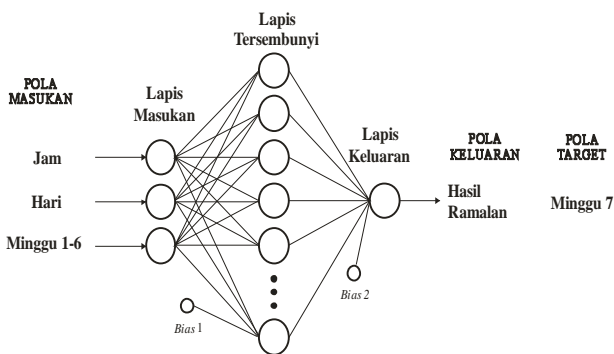 Lapis
Tersembunyi
POLA
MASUKAN
Lapis
Masukan
Lapis
Keluaran
POLA
KELUARAN
POLA
TARGET
Jam
Hari
Minggu 1-6
Hasil
Ramalan
Minggu 7
Bias 1
Bias 2